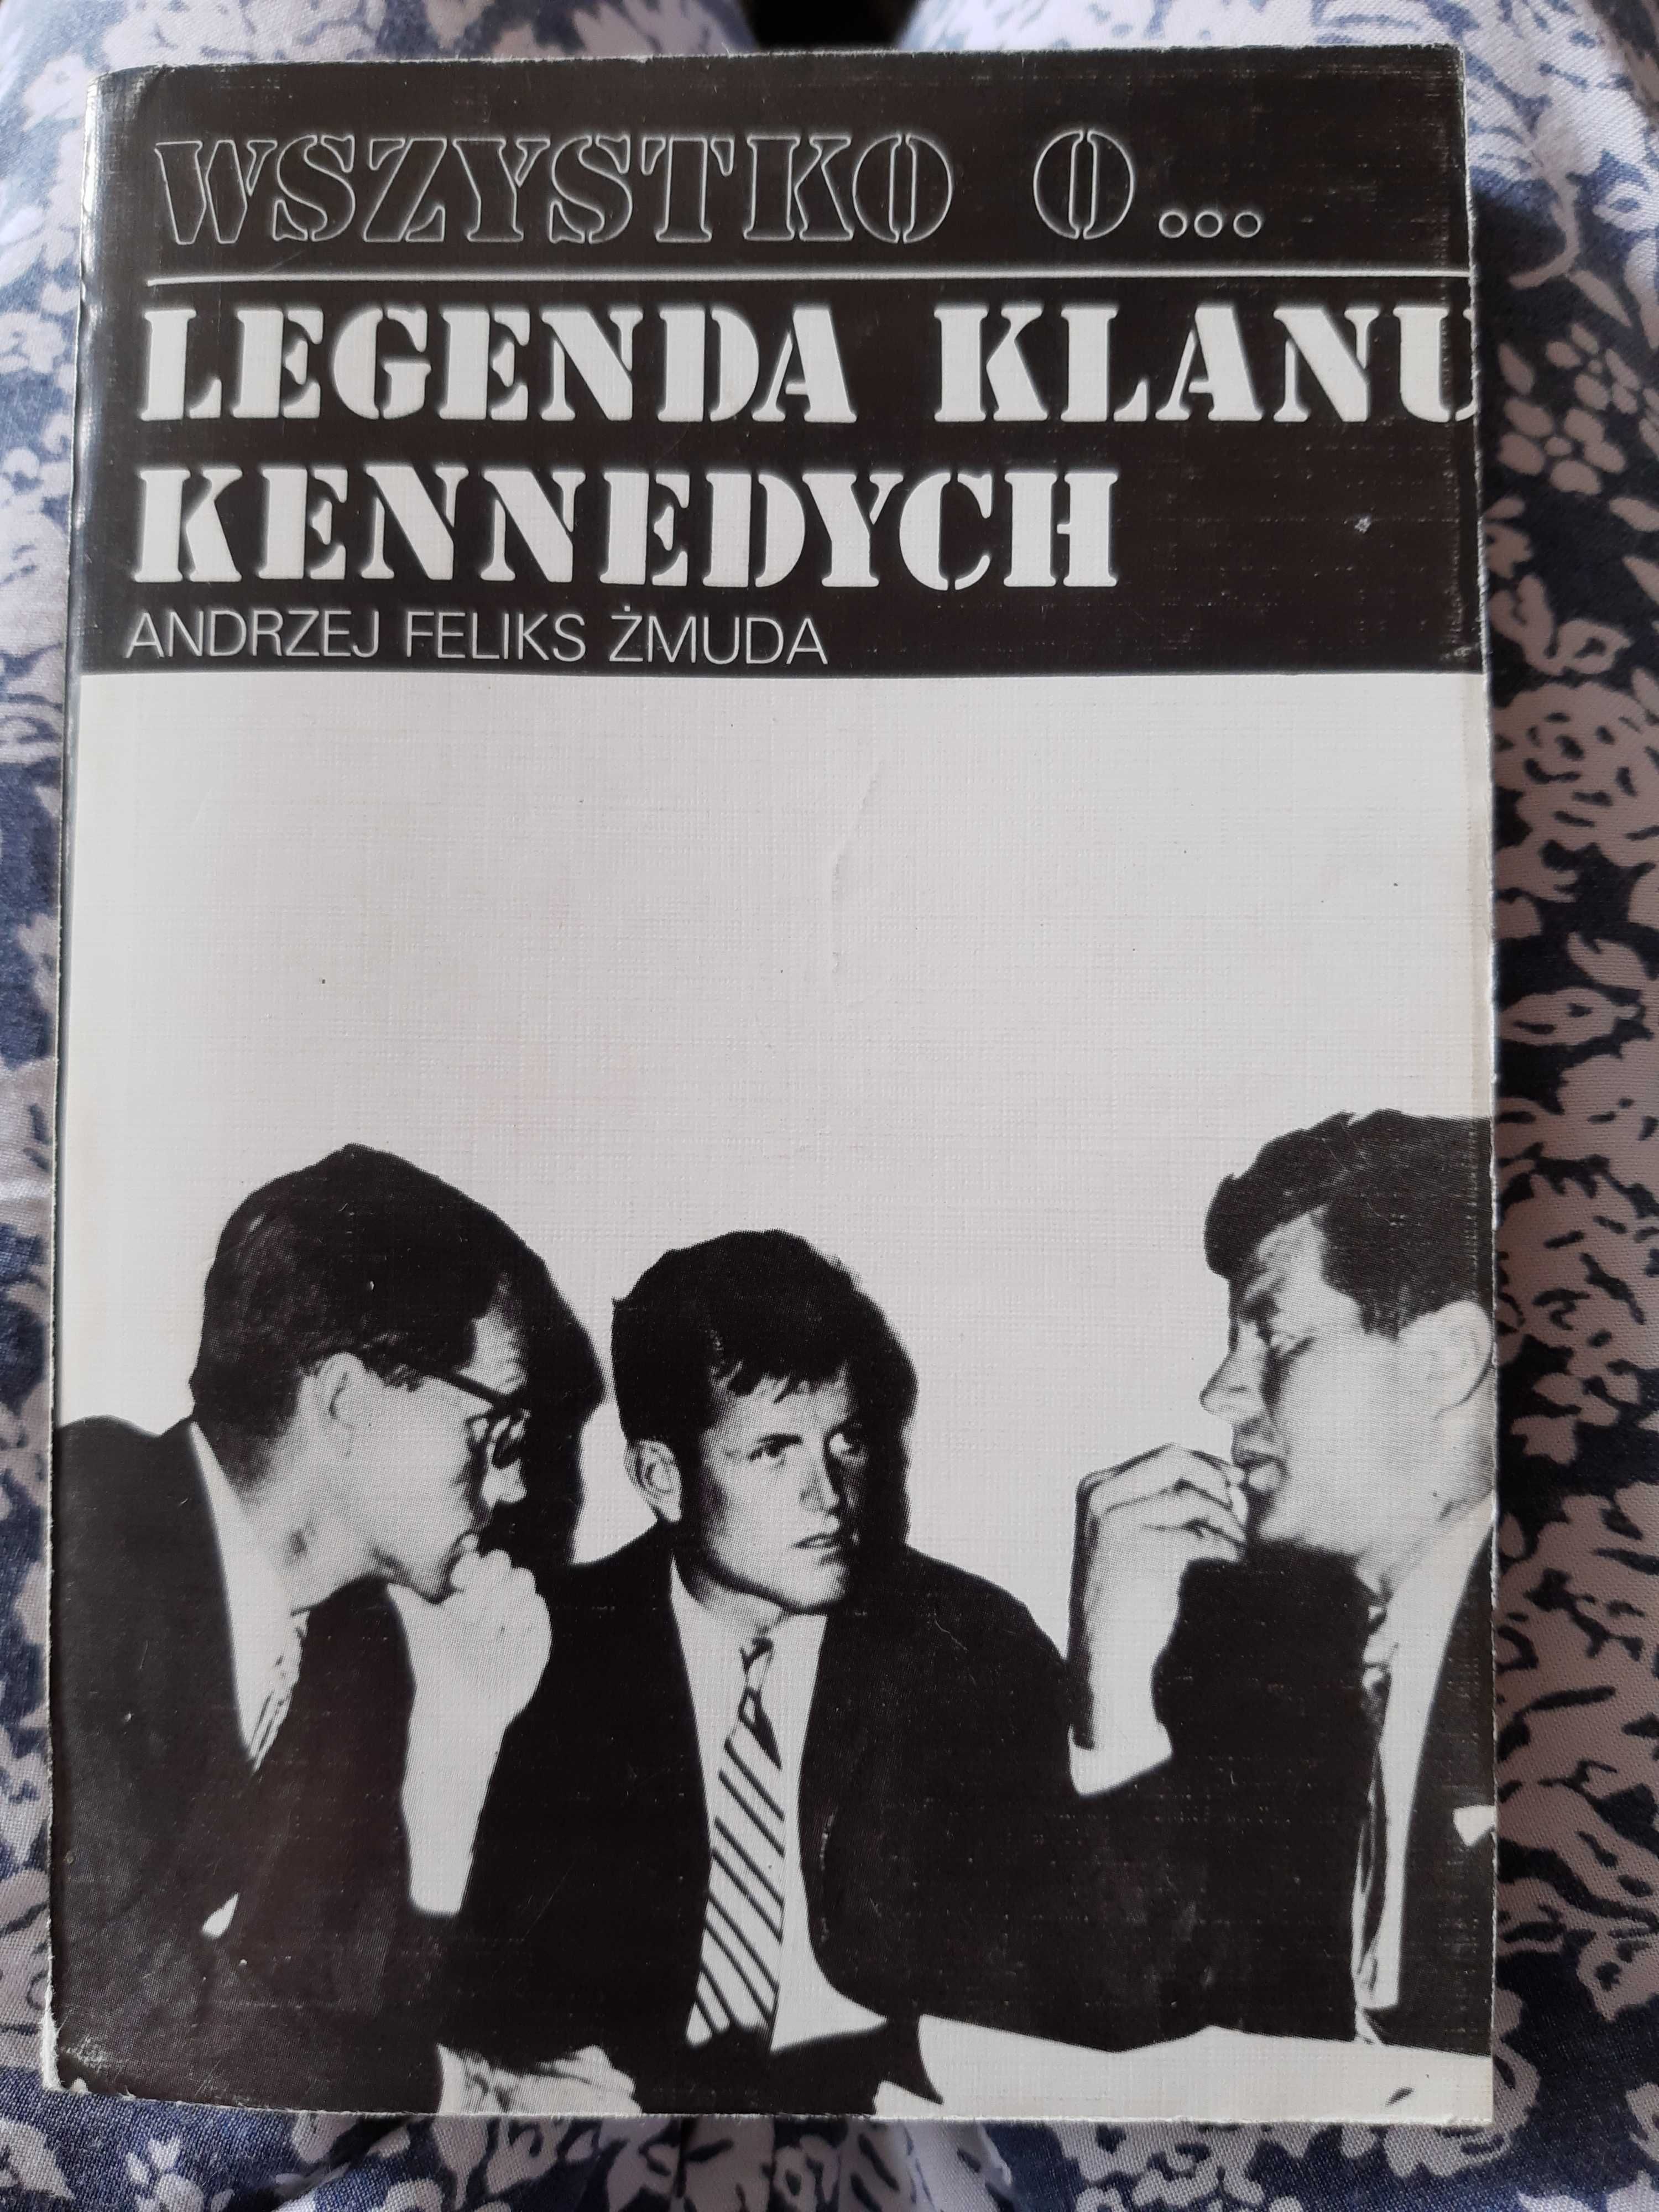 WSZYSTKO O...
LEGENDA KLANU
KENNEDYCH
ANDRZEJ FELIKS ŻMUDA